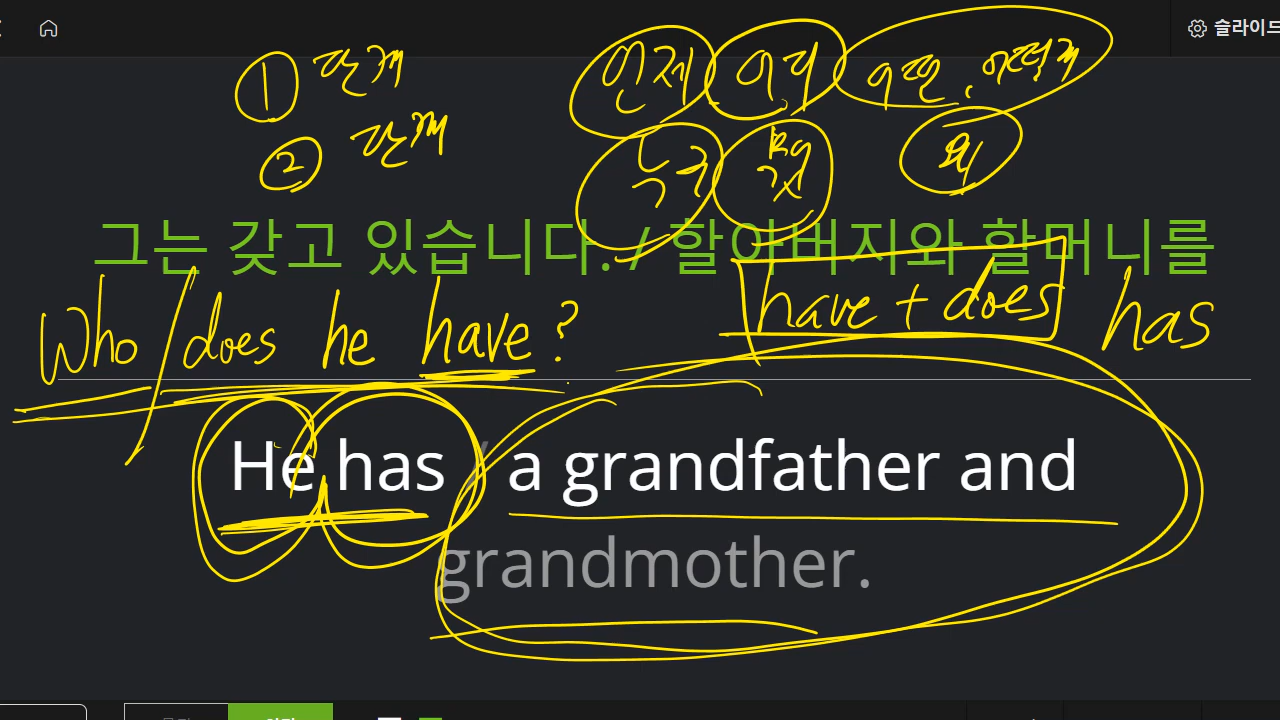 슬라이드
① 단계 언제 어디 어떤, 어떻게
② 단계 누구 무엇 왜
그는 갖고 있습니다. / 할아버지와 할머니를
Who / does he have? have + does has
He has / a grandfather and
grandmother.